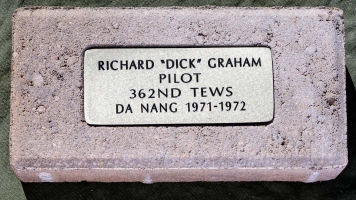 RICHARD "DICK" GRAHAM
PILOT
362ND TEWS
DA NANG 1971-1972